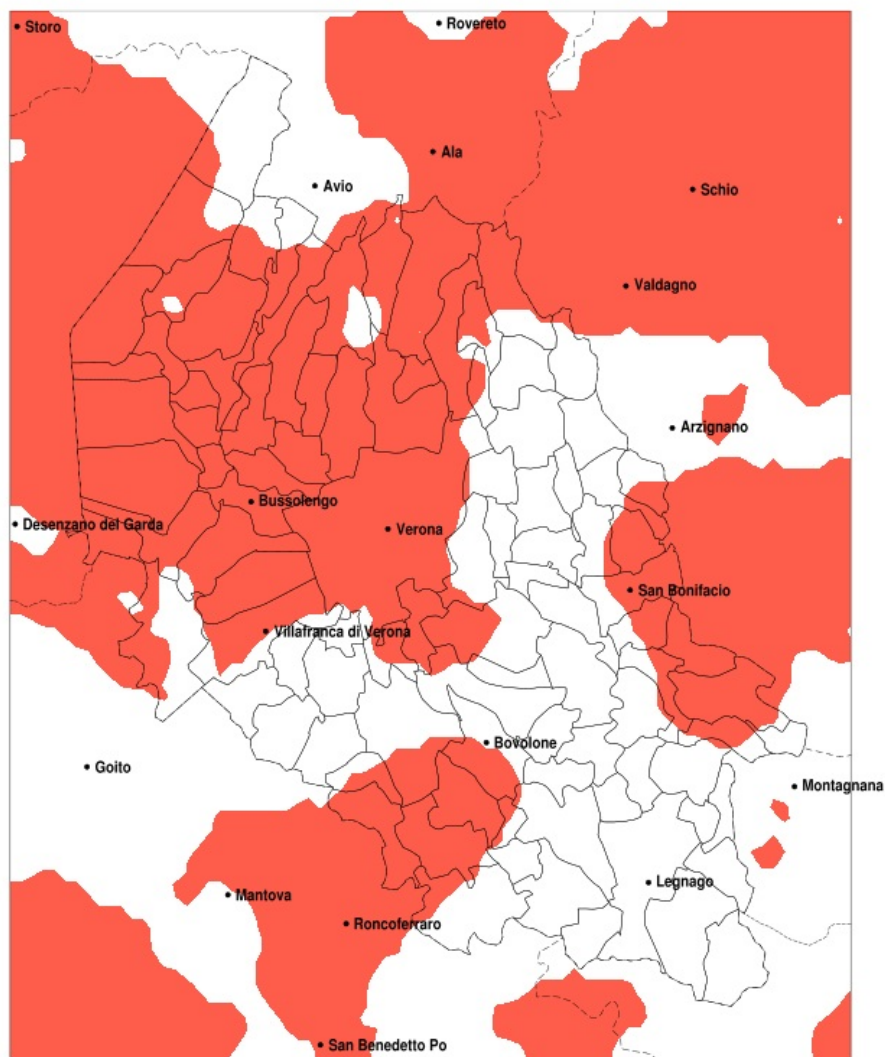 Storo
Rovereto
Ala
Avio
Schio
Valdagno
Arzignano
Bussolengo
Desenzano del Garda
Verona
San Bonifacio
Villafranca di Verona
Bovolone
Goito
Montagnana
Legnago
Mantova
Roncoferraro
San Benedetto Po